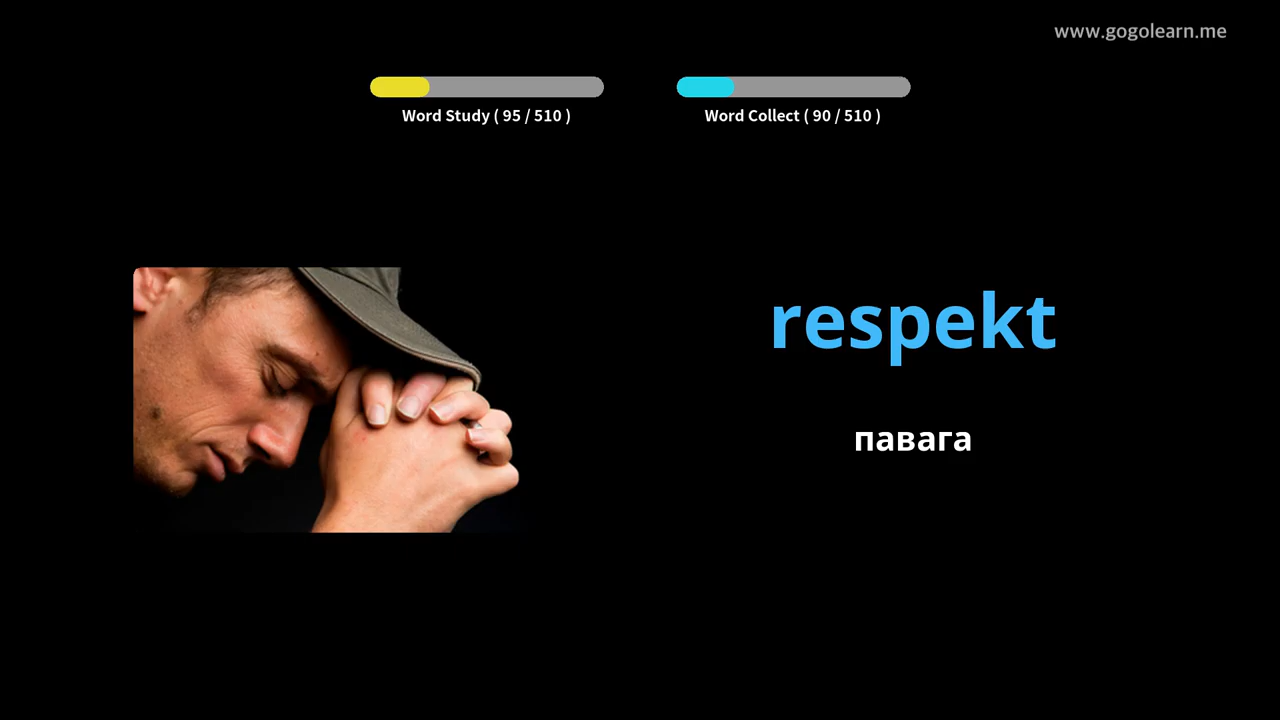 www.gogolearn.me
Word Study ( 95 / 510 )
Word Collect ( 90 / 510 )
respekt
павага